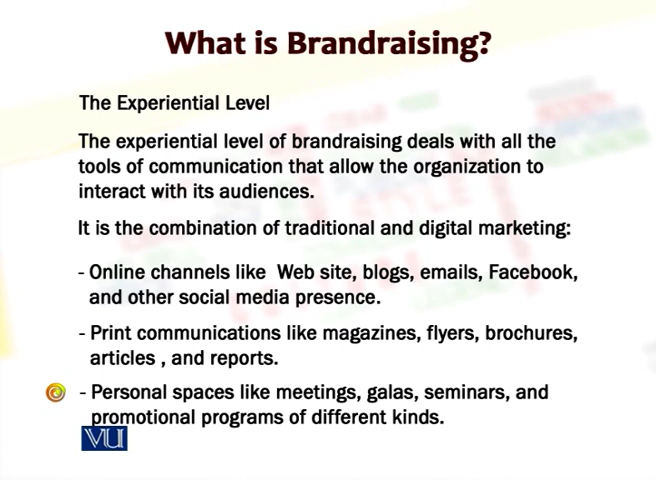 What is Brandraising?
The Experiential Level
The experiential level of brandraising deals with all the
tools of communication that allow the organization to
interact with its audiences.
It is the combination of traditional and digital marketing:
- Online channels like Web site, blogs, emails, Facebook,
and other social media presence.
- Print communications like magazines, flyers, brochures,
articles , and reports.
- Personal spaces like meetings, galas, seminars, and
promotional programs of different kinds.
VU